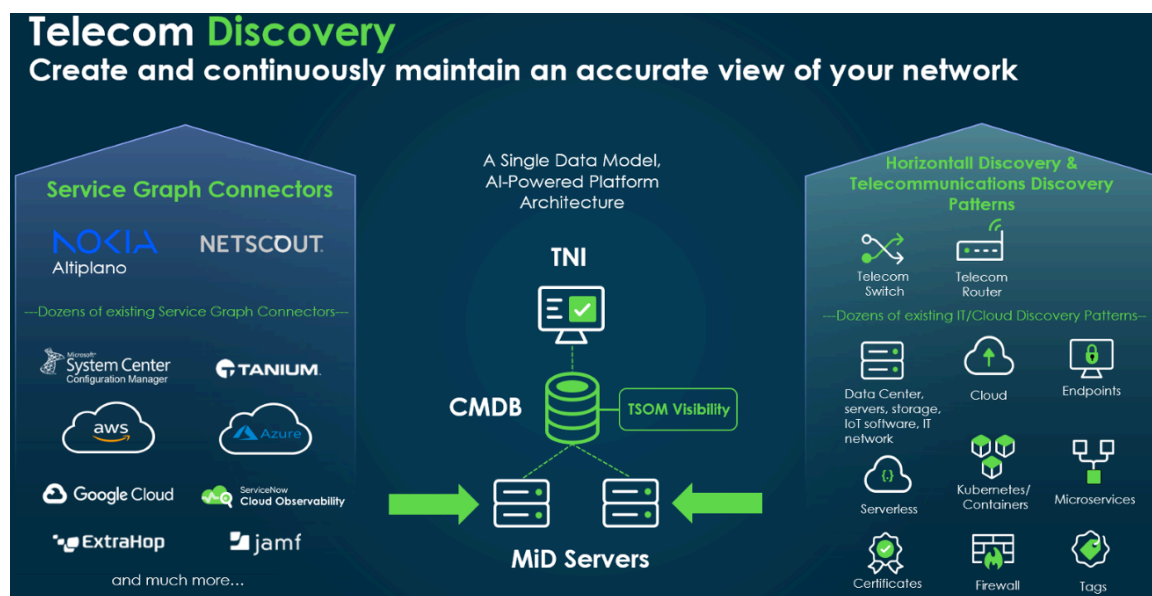 Telecom Discovery
Create and continuously maintain an accurate view of your network
Service Graph Connectors
NOKIA
Altiplano
NETSCOUT.
---Dozens of existing Service Graph Connectors---
Microsoft
System Center
Configuration Manager
TANIUM.
aws
Azure
Google Cloud
ServiceNow
Cloud Observability
ExtraHop
jamf
and much more...
A Single Data Model,
AI-Powered Platform
Architecture
TNI
CMDB
TSOM Visibility
MiD Servers
Horizontall Discovery &
Telecommunications Discovery
Patterns
Telecom
Switch
Telecom
Router
---Dozens of existing IT/Cloud Discovery Patterns--
Data Center,
servers, storage,
IoT software, IT
network
Cloud
Endpoints
{.}
Serverless
Kubernetes/
Containers
Microservices
Certificates
Firewall
Tags